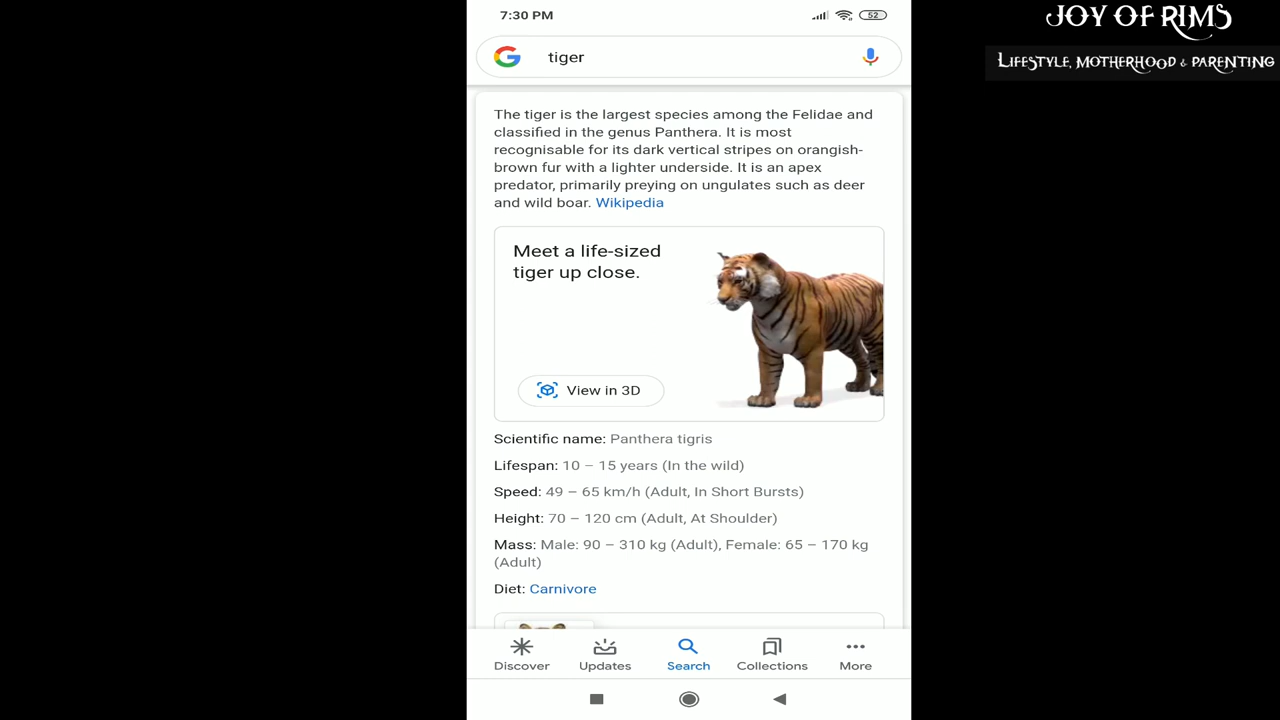 7:30 PM
52
JOY OF RIMS
LIFESTYLE, MOTHERHOOD & PARENTING
tiger
The tiger is the largest species among the Felidae and
classified in the genus Panthera. It is most
recognisable for its dark vertical stripes on orangish-
brown fur with a lighter underside. It is an apex
predator, primarily preying on ungulates such as deer
and wild boar. Wikipedia
Meet a life-sized
tiger up close.
View in 3D
Scientific name: Panthera tigris
Lifespan: 10 – 15 years (In the wild)
Speed: 49 – 65 km/h (Adult, In Short Bursts)
Height: 70 – 120 cm (Adult, At Shoulder)
Mass: Male: 90 – 310 kg (Adult), Female: 65 – 170 kg
(Adult)
Diet: Carnivore
Discover Updates Search Collections More